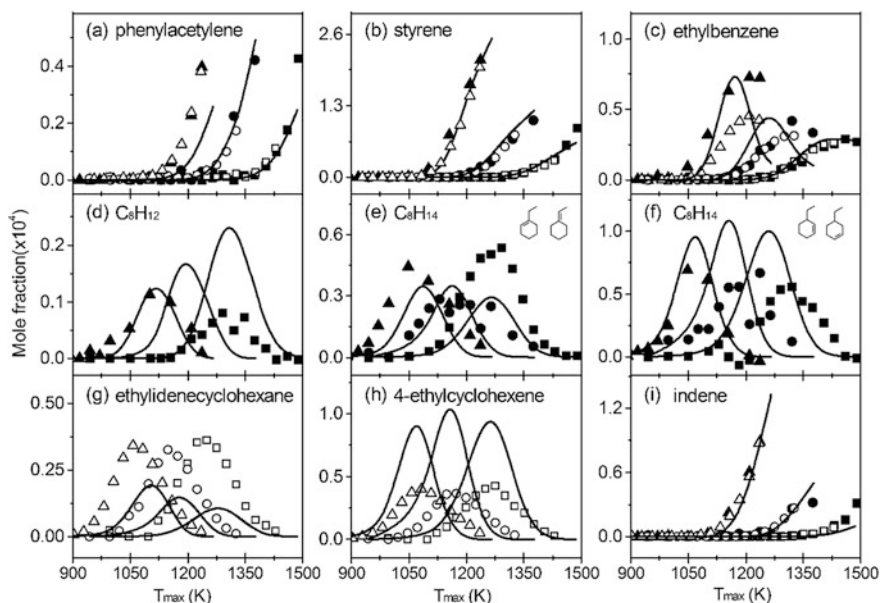 (a) phenylacetylene
(b) styrene
(c) ethylbenzene
0.4
0.2
0.0
2.6
1.3
0.0
1.0
0.5
0.0
(d) C₈H₁₂
(e) C₈H₁₄
(f) C₈H₁₄
0.2
0.1
0.0
0.6
0.3
0.0
1.0
0.5
0.0
Mole fraction(x10⁴)
(g) ethylidenecyclohexane
(h) 4-ethylcyclohexene
(i) indene
0.50
0.25
0.00
1.0
0.5
0.0
1.2
0.6
0.0
900 1050 1200 1350 1500
900 1050 1200 1350 1500
900 1050 1200 1350 1500
Tmax (K)
Tmax (K)
Tmax (K)